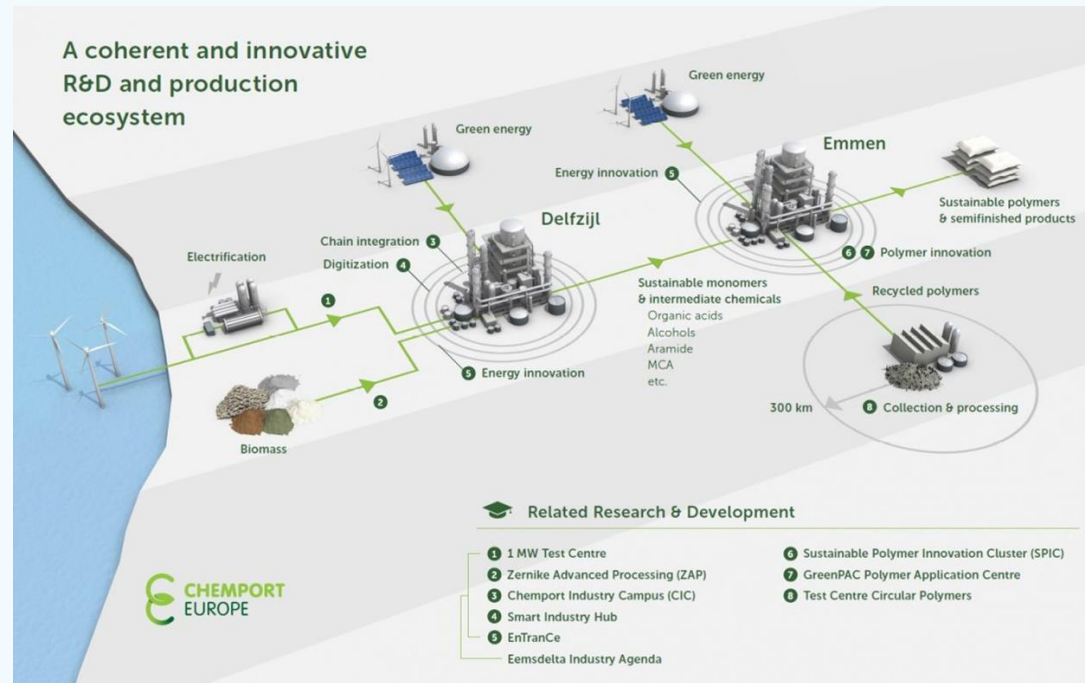 A coherent and innovative
R&D and production
ecosystem
Green energy
Green energy
Emmen
Energy innovation 5
Sustainable polymers
& semifinished products
Delfzijl
Chain integration 3
Digitization 4
Electrification
1
6 7 Polymer innovation
Sustainable monomers
& intermediate chemicals
Organic acids
Alcohols
Aramide
MCA
etc.
Recycled polymers
5 Energy innovation
2
Biomass
300 km
8 Collection & processing
Related Research & Development
1 1 MW Test Centre
2 Zernike Advanced Processing (ZAP)
3 Chemport Industry Campus (CIC)
4 Smart Industry Hub
5 EnTranCe
Eemsdelta Industry Agenda
6 Sustainable Polymer Innovation Cluster (SPIC)
7 GreenPAC Polymer Application Centre
8 Test Centre Circular Polymers
CHEMPORT
EUROPE